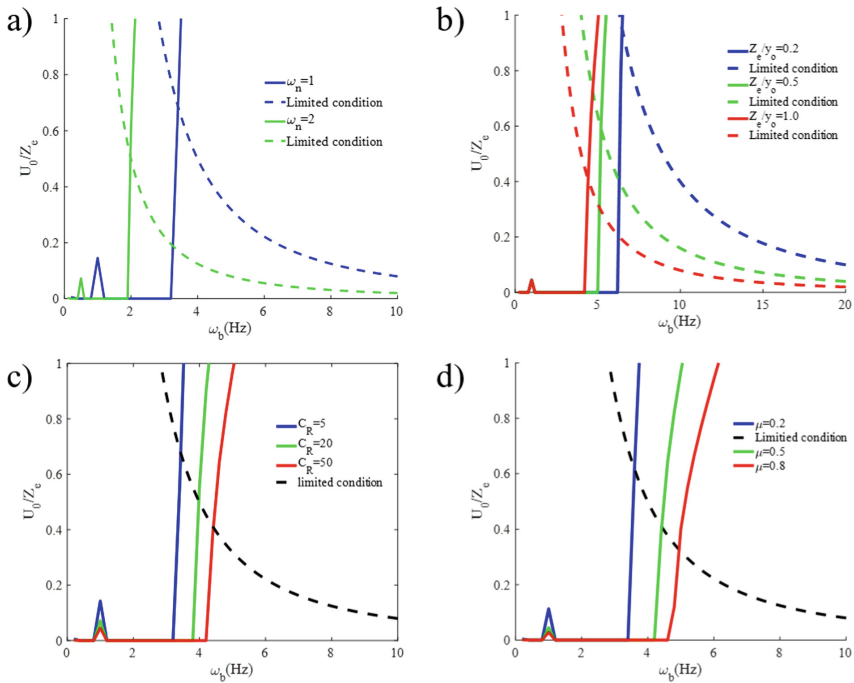 a)
1
0.8
0.6
0.4
0.2
0
U0/Ze
ωn=1
Limited condition
ωn=2
Limited condition
0 2 4 6 8 10
ωb(Hz)
b)
1
0.8
0.6
0.4
0.2
0
U0/Ze
Ze/yo=0.2
Limited condition
Ze/yo=0.5
Limited condition
Ze/yo=1.0
Limited condition
0 5 10 15 20
ωb(Hz)
c)
1
0.8
0.6
0.4
0.2
0
U0/Ze
CR=5
CR=20
CR=50
limited condition
0 2 4 6 8 10
ωb(Hz)
d)
1
0.8
0.6
0.4
0.2
0
U0/Ze
μ=0.2
Limitied condition
μ=0.5
μ=0.8
0 2 4 6 8 10
ωb(Hz)